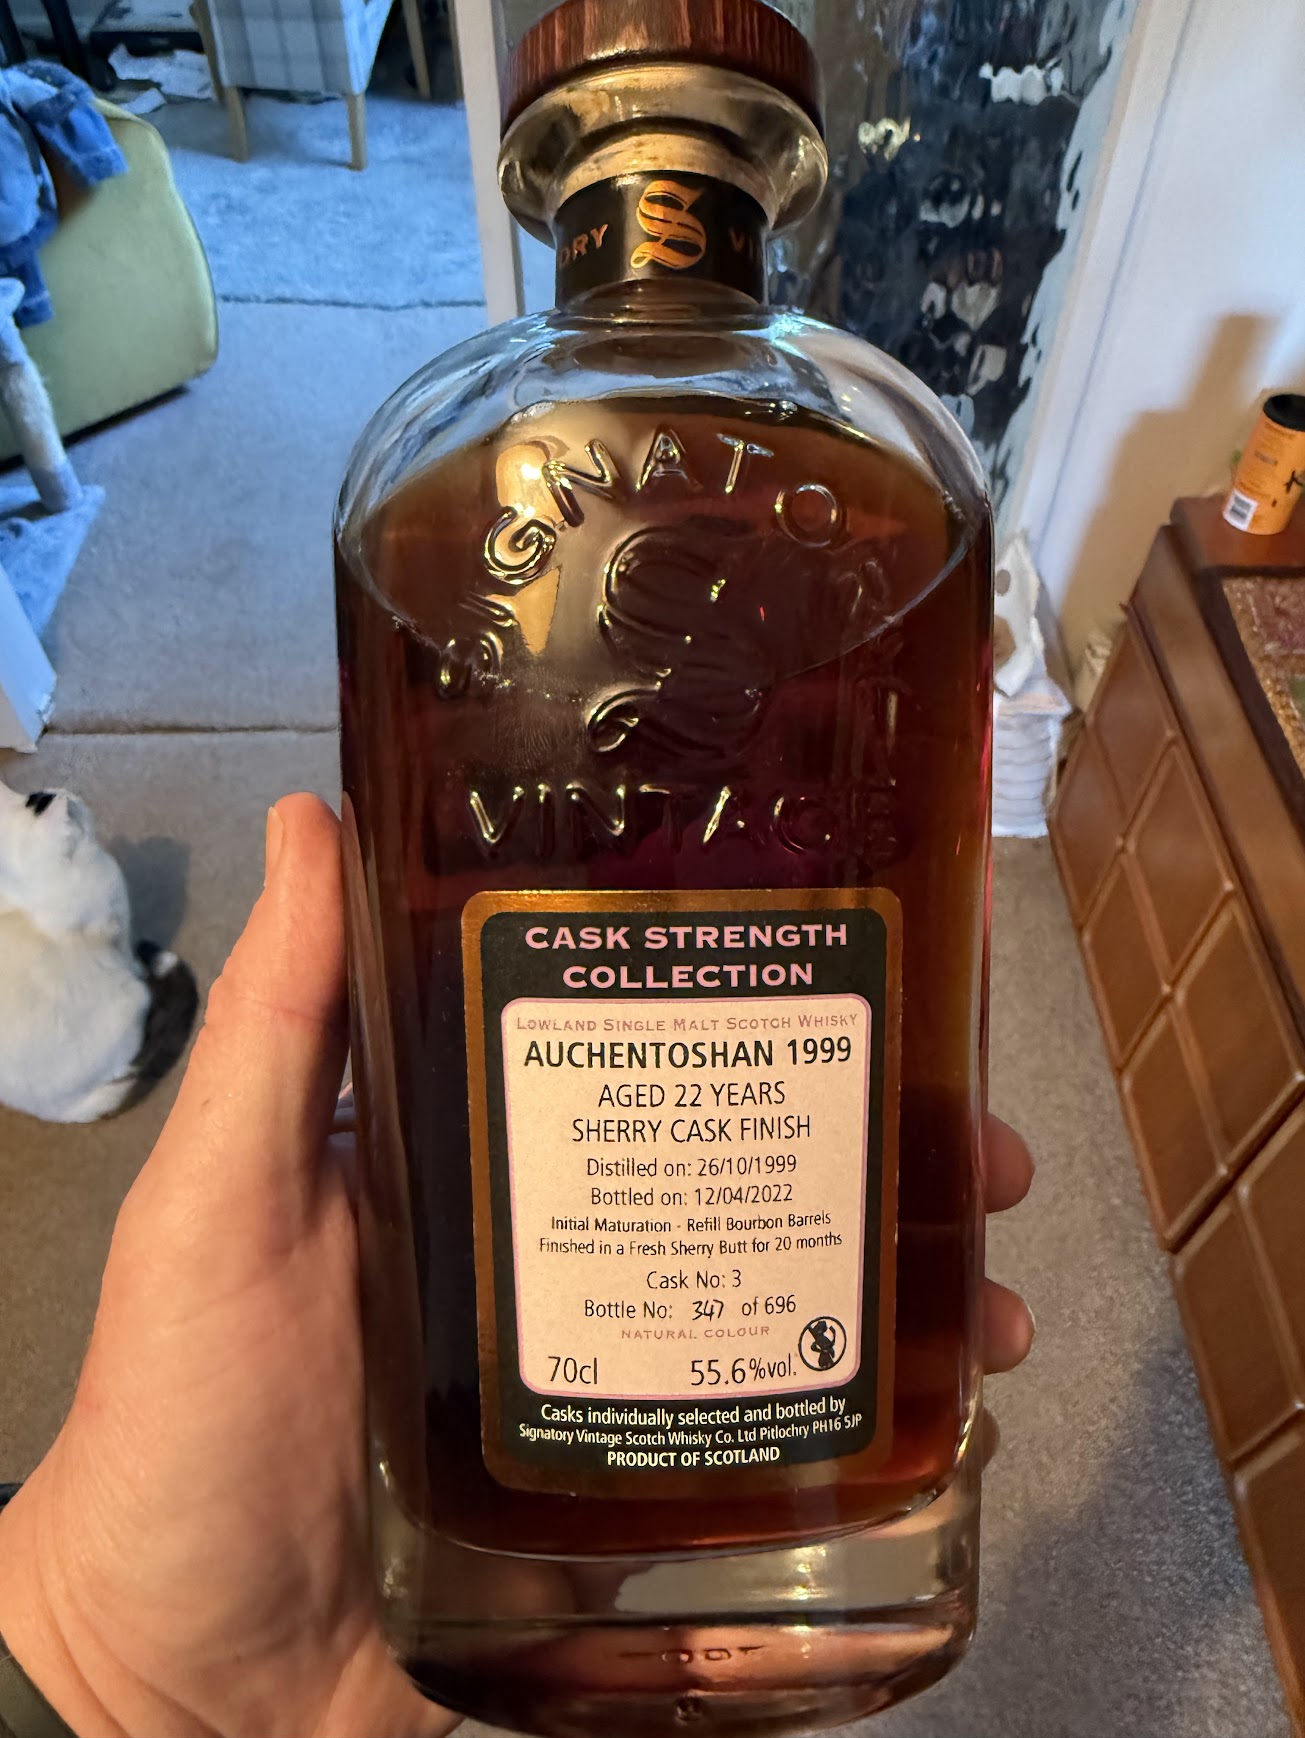 ORY S VI
SIGNATORY
VINTAGE
CASK STRENGTH
COLLECTION
LOWLAND SINGLE MALT SCOTCH WHISKY
AUCHENTOSHAN 1999
AGED 22 YEARS
SHERRY CASK FINISH
Distilled on: 26/10/1999
Bottled on: 12/04/2022
Initial Maturation - Refill Bourbon Barrels
Finished in a Fresh Sherry Butt for 20 months
Cask No: 3
Bottle No: 347 of 696
NATURAL COLOUR
70cl 55.6%vol.
Casks individually selected and bottled by
Signatory Vintage Scotch Whisky Co. Ltd Pitlochry PH16 5JP
PRODUCT OF SCOTLAND